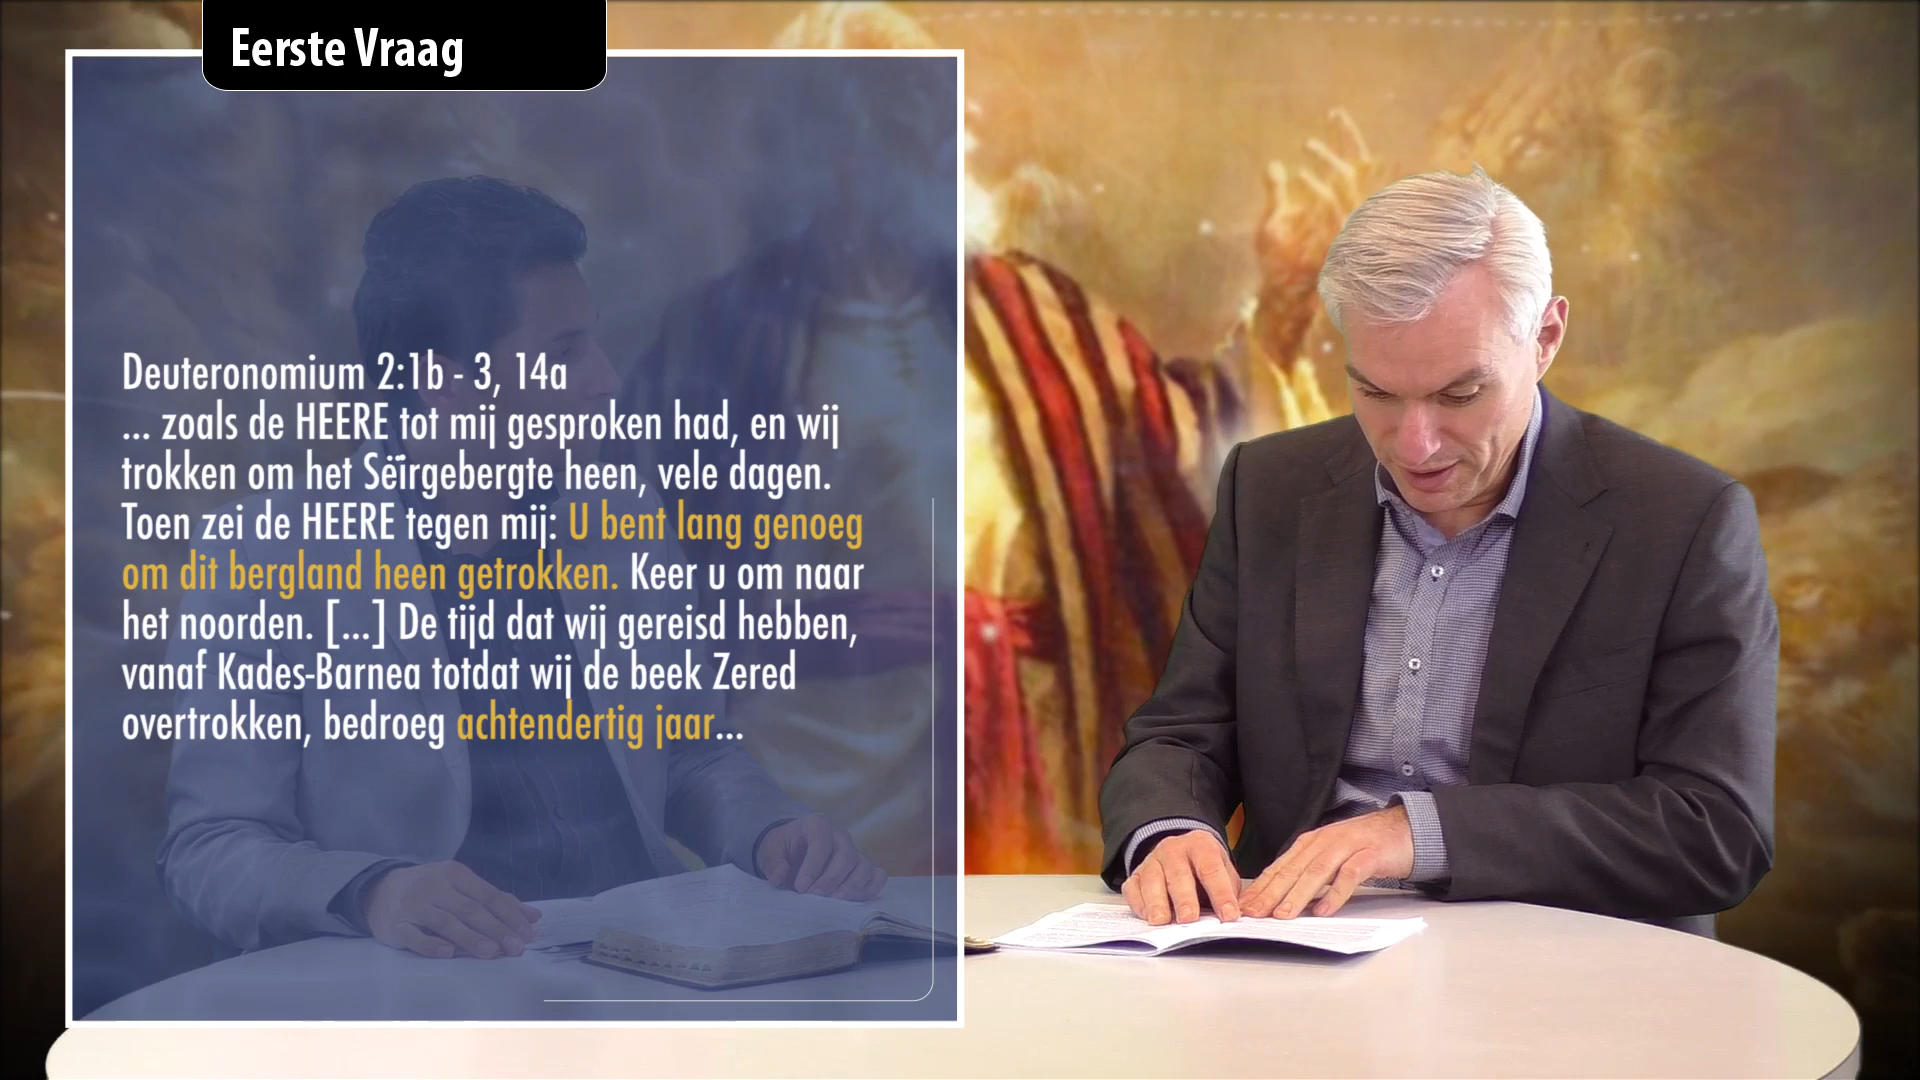 Eerste Vraag
Deuteronomium 2:1b - 3, 14a
... zoals de HEERE tot mij gesproken had, en wij
trokken om het Sëïrgebergte heen, vele dagen.
Toen zei de HEERE tegen mij: U bent lang genoeg
om dit bergland heen getrokken. Keer u om naar
het noorden. [...] De tijd dat wij gereisd hebben,
vanaf Kades-Barnea totdat wij de beek Zered
overtrokken, bedroeg achtendertig jaar...